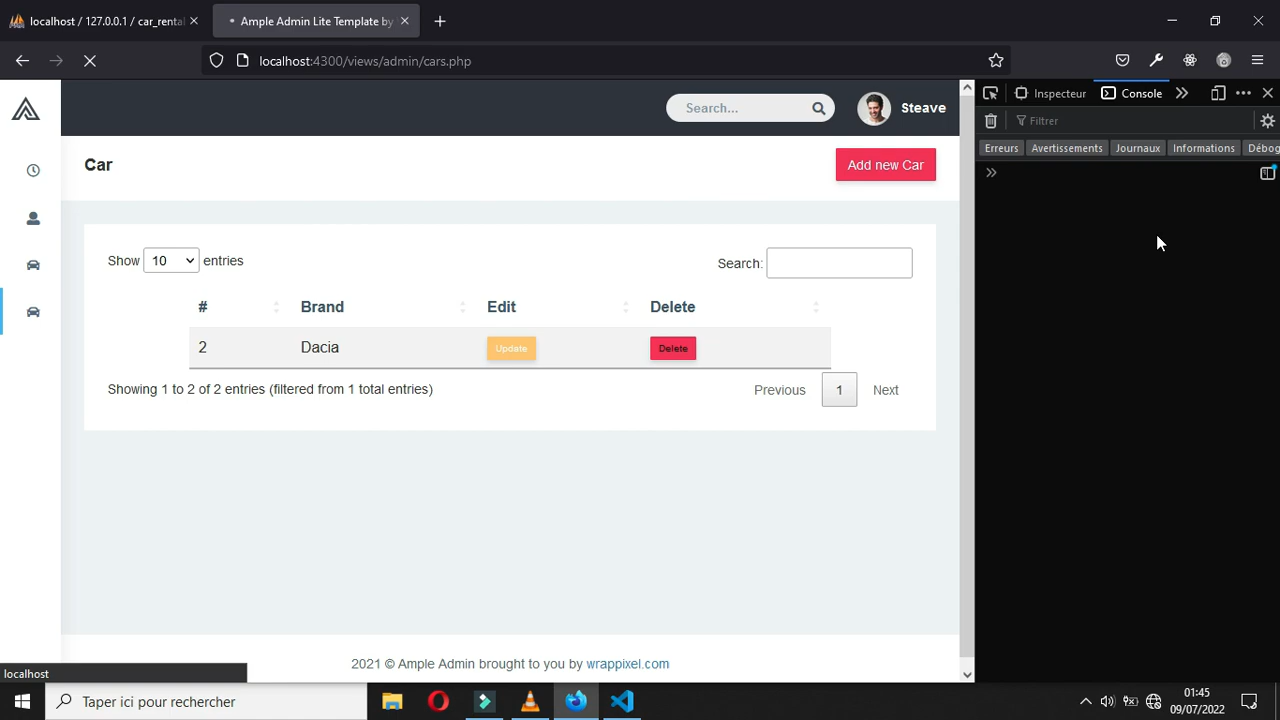 localhost / 127.0.0.1 / car_rental
Ample Admin Lite Template by
localhost:4300/views/admin/cars.php
Search...
Steave
Inspecteur
Console
Filtrer
Erreurs
Avertissements
Journaux
Informations
Débog
Car
Add new Car
Show 10 entries
Search:
# Brand Edit Delete
2 Dacia Update Delete
Showing 1 to 2 of 2 entries (filtered from 1 total entries)
Previous 1 Next
2021 © Ample Admin brought to you by wrappixel.com
localhost
Taper ici pour rechercher
01:45
09/07/2022